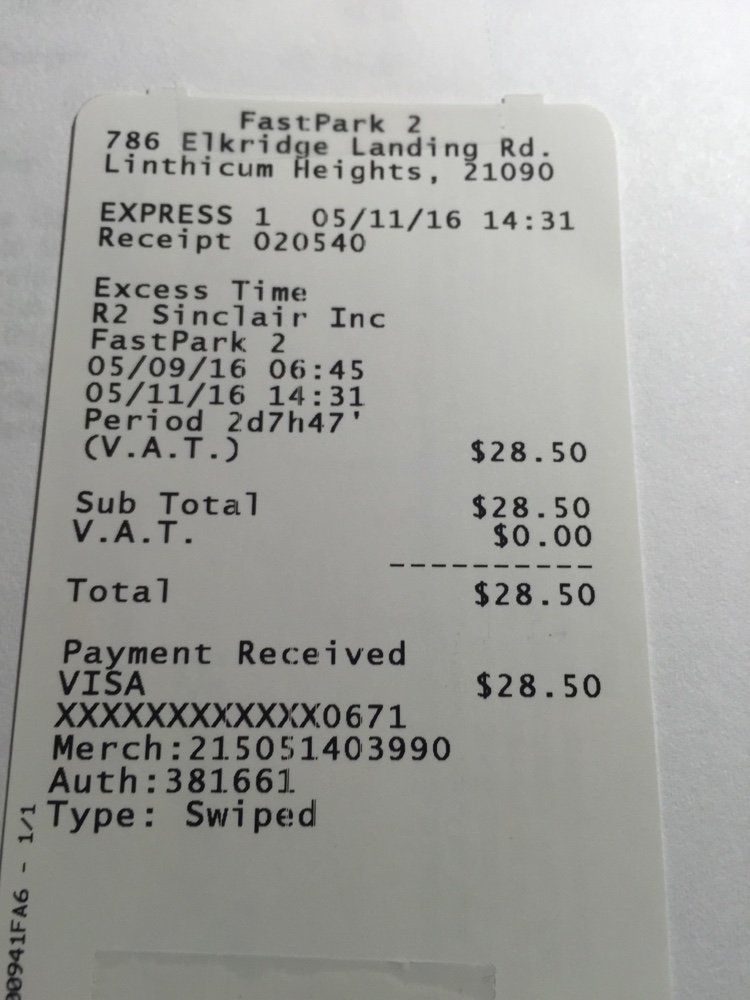 FastPark 2
786 Elkridge Landing Rd.
Linthicum Heights, 21090
EXPRESS 1 05/11/16 14:31
Receipt 020540
Excess Time
R2 Sinclair Inc
FastPark 2
05/09/16 06:45
05/11/16 14:31
Period 2d7h47'
(V.A.T.) $28.50
Sub Total $28.50
V.A.T. $0.00
----------
Total $28.50
Payment Received
VISA $28.50
XXXXXXXXXXXX0671
Merch:215051403990
Auth:381661
Type: Swiped
00941FA6 - 1/1